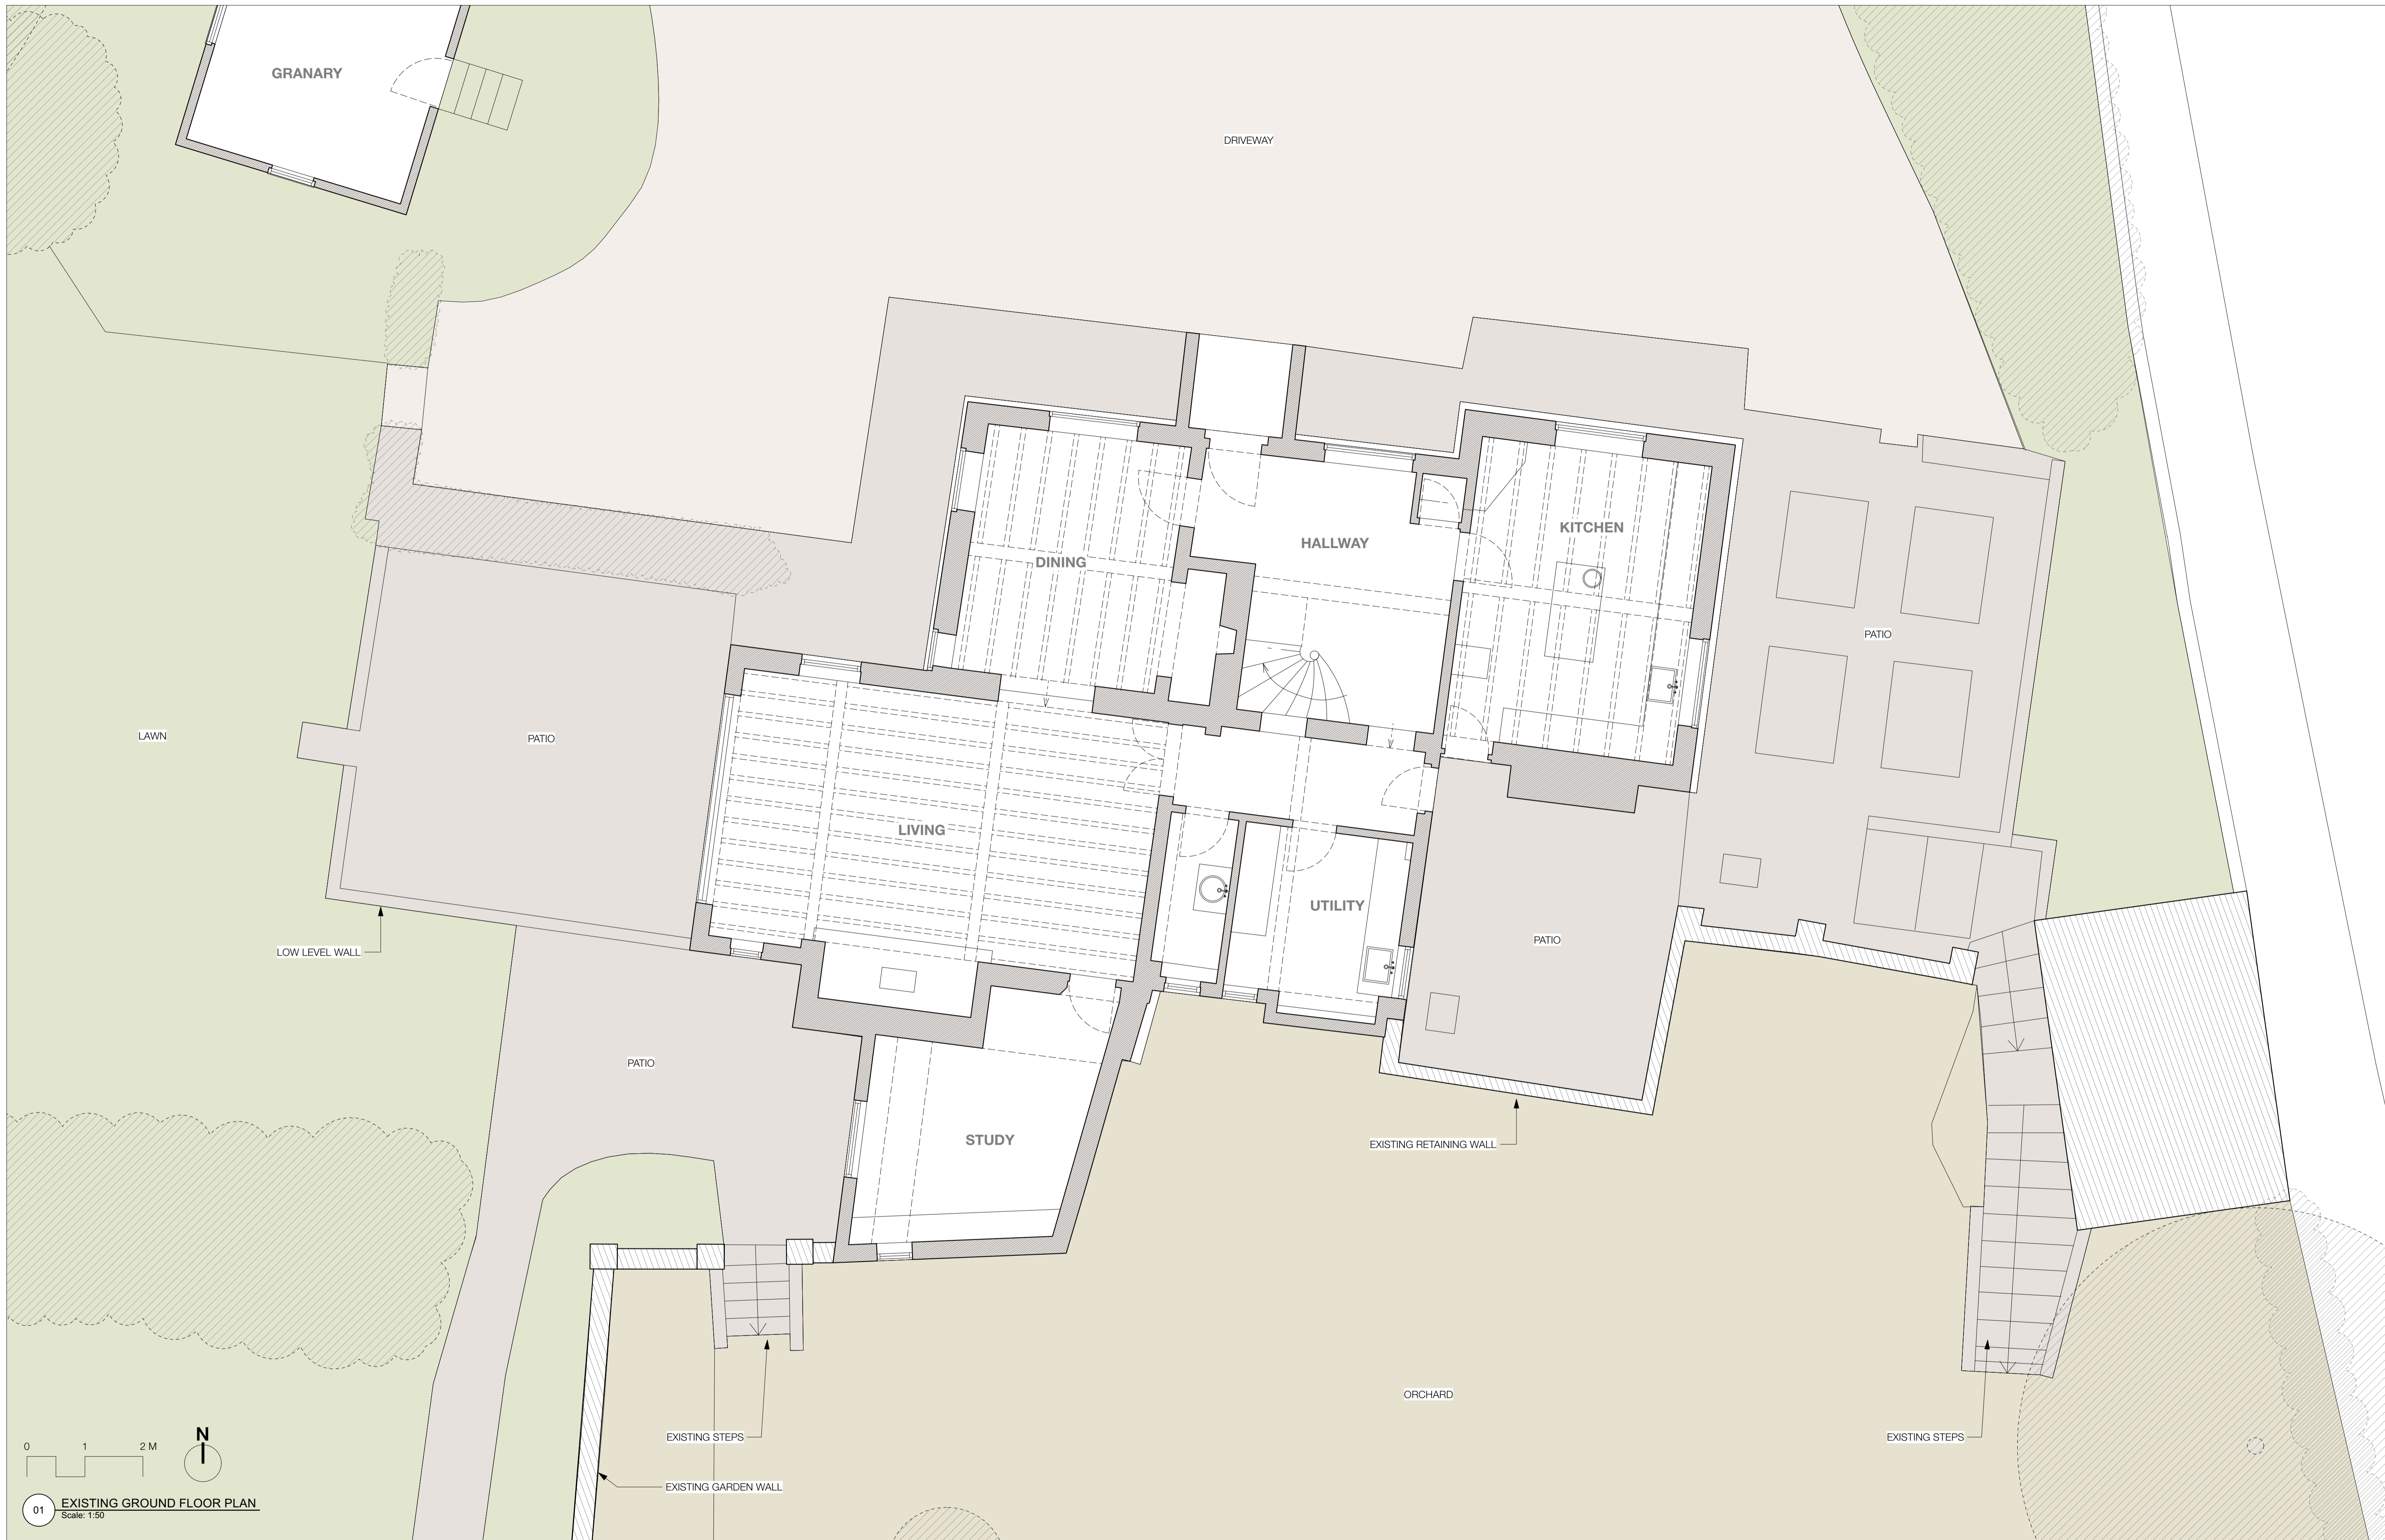 GRANARY
DRIVEWAY
KITCHEN
HALLWAY
DINING
PATIO
LAWN
PATIO
LIVING
UTILITY
PATIO
LOW LEVEL WALL
PATIO
STUDY
EXISTING RETAINING WALL
ORCHARD
EXISTING STEPS
EXISTING STEPS
EXISTING GARDEN WALL
0 1 2 M
N
01 EXISTING GROUND FLOOR PLAN
Scale: 1:50